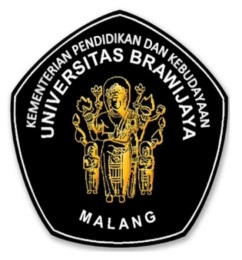 KEMENTERIAN PENDIDIKAN DAN KEBUDAYAAN
UNIVERSITAS BRAWIJAYA
MALANG